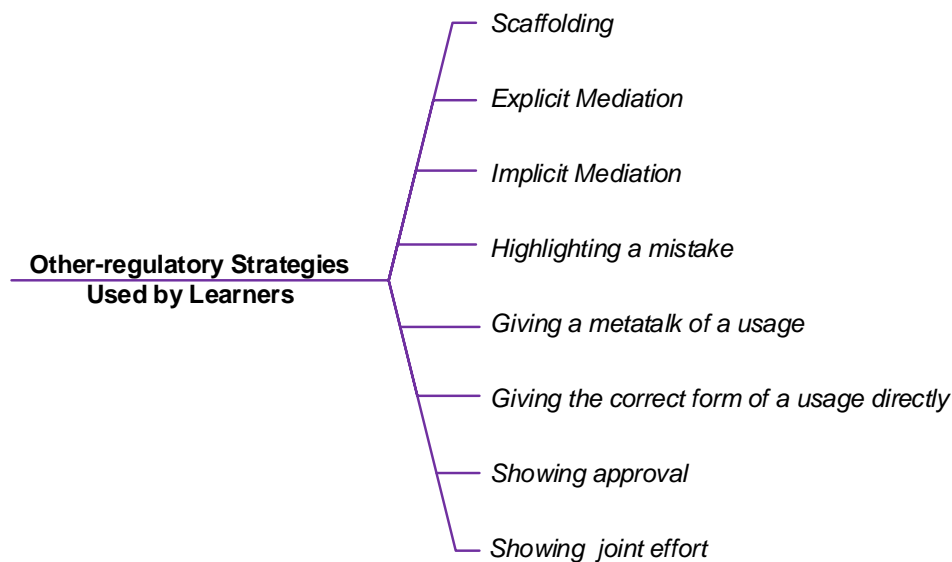 Scaffolding
Explicit Mediation
Implicit Mediation
Highlighting a mistake
Other-regulatory Strategies
Used by Learners
Giving a metatalk of a usage
Giving the correct form of a usage directly
Showing approval
Showing joint effort